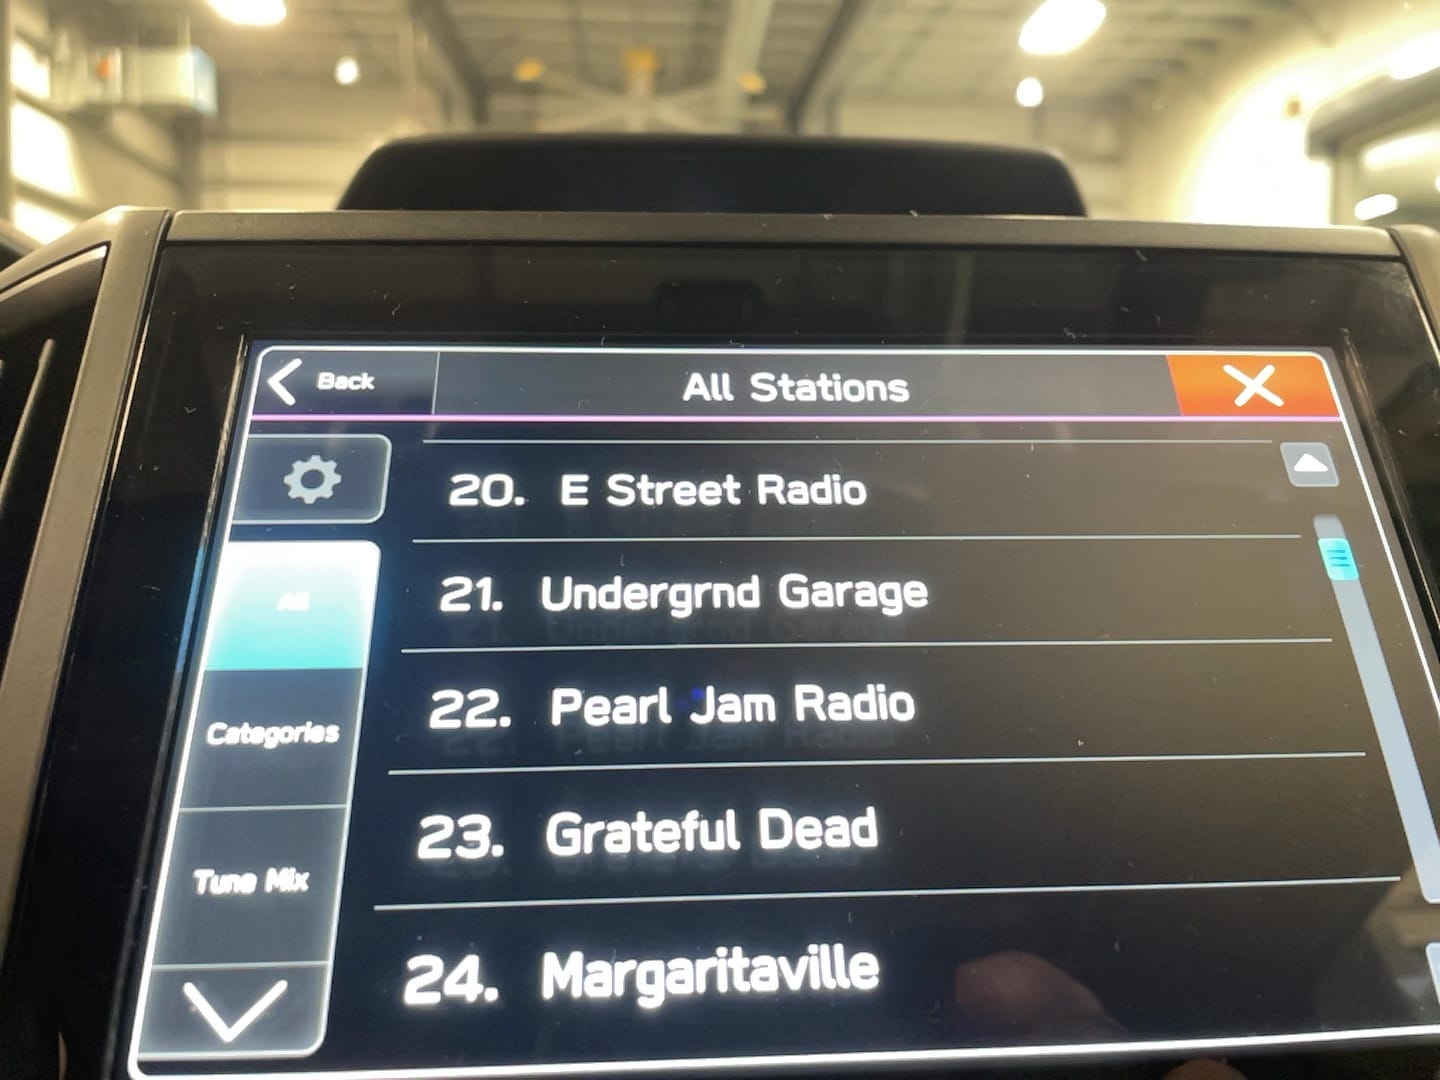 Back
All Stations
20. E Street Radio
21. Undergrnd Garage
All
22. Pearl Jam Radio
Categories
23. Grateful Dead
Tune Mix
24. Margaritaville